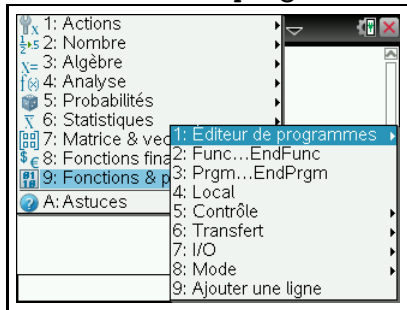 1: Actions
2: Nombre
3: Algèbre
4: Analyse
5: Probabilités
6: Statistiques
7: Matrice & vec
8: Fonctions fina
9: Fonctions & p
A: Astuces
1: Éditeur de programmes
2: Func...EndFunc
3: Prgm...EndPrgm
4: Local
5: Contrôle
6: Transfert
7: I/O
8: Mode
9: Ajouter une ligne